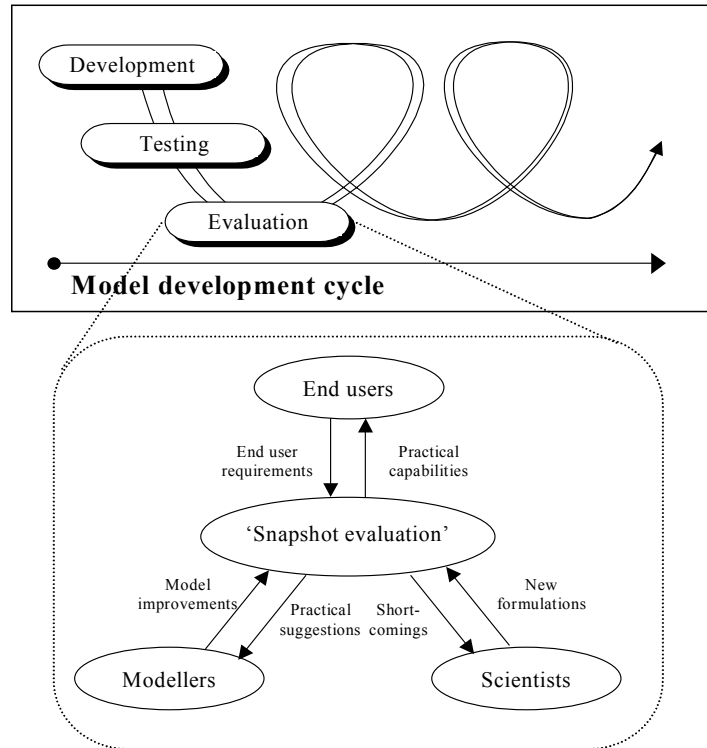 Development
Testing
Evaluation
Model development cycle
End users
End user
requirements
Practical
capabilities
‘Snapshot evaluation’
Model
improvements
Practical
suggestions
Short-
comings
New
formulations
Modellers
Scientists